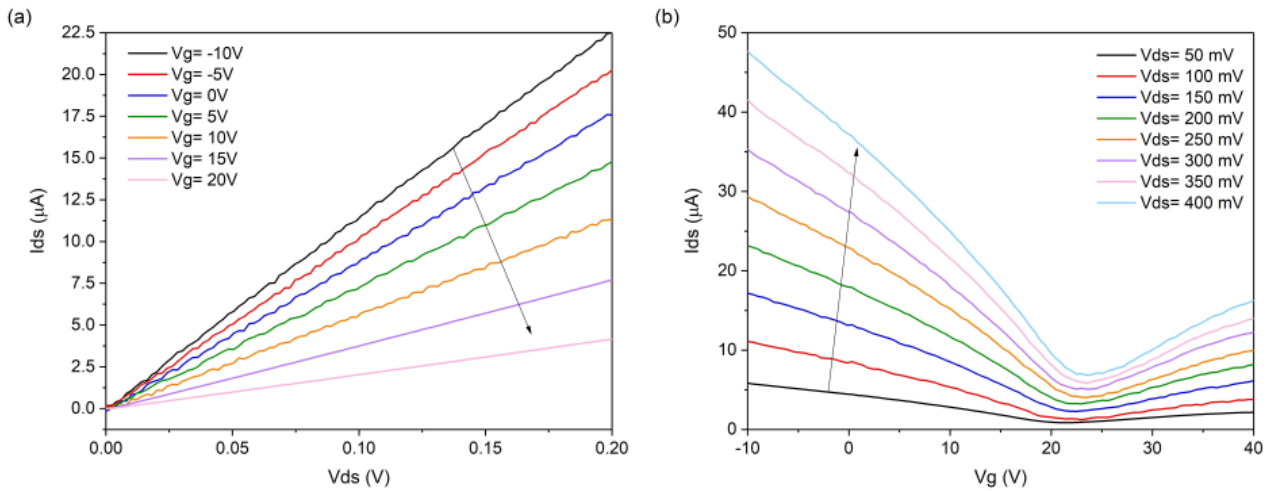 (a)
Ids (μA)
22.5
20.0
17.5
15.0
12.5
10.0
7.5
5.0
2.5
0.0
Vg= -10V
Vg= -5V
Vg= 0V
Vg= 5V
Vg= 10V
Vg= 15V
Vg= 20V
0.00 0.05 0.10 0.15 0.20
Vds (V)
(b)
Ids (μA)
50
40
30
20
10
0
Vds= 50 mV
Vds= 100 mV
Vds= 150 mV
Vds= 200 mV
Vds= 250 mV
Vds= 300 mV
Vds= 350 mV
Vds= 400 mV
-10 0 10 20 30 40
Vg (V)